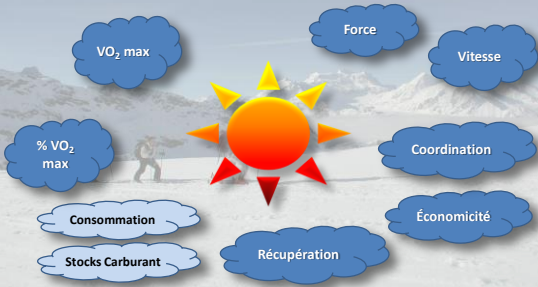 VO₂ max
Force
Vitesse
% VO₂
max
Coordination
Consommation
Économicité
Stocks Carburant
Récupération